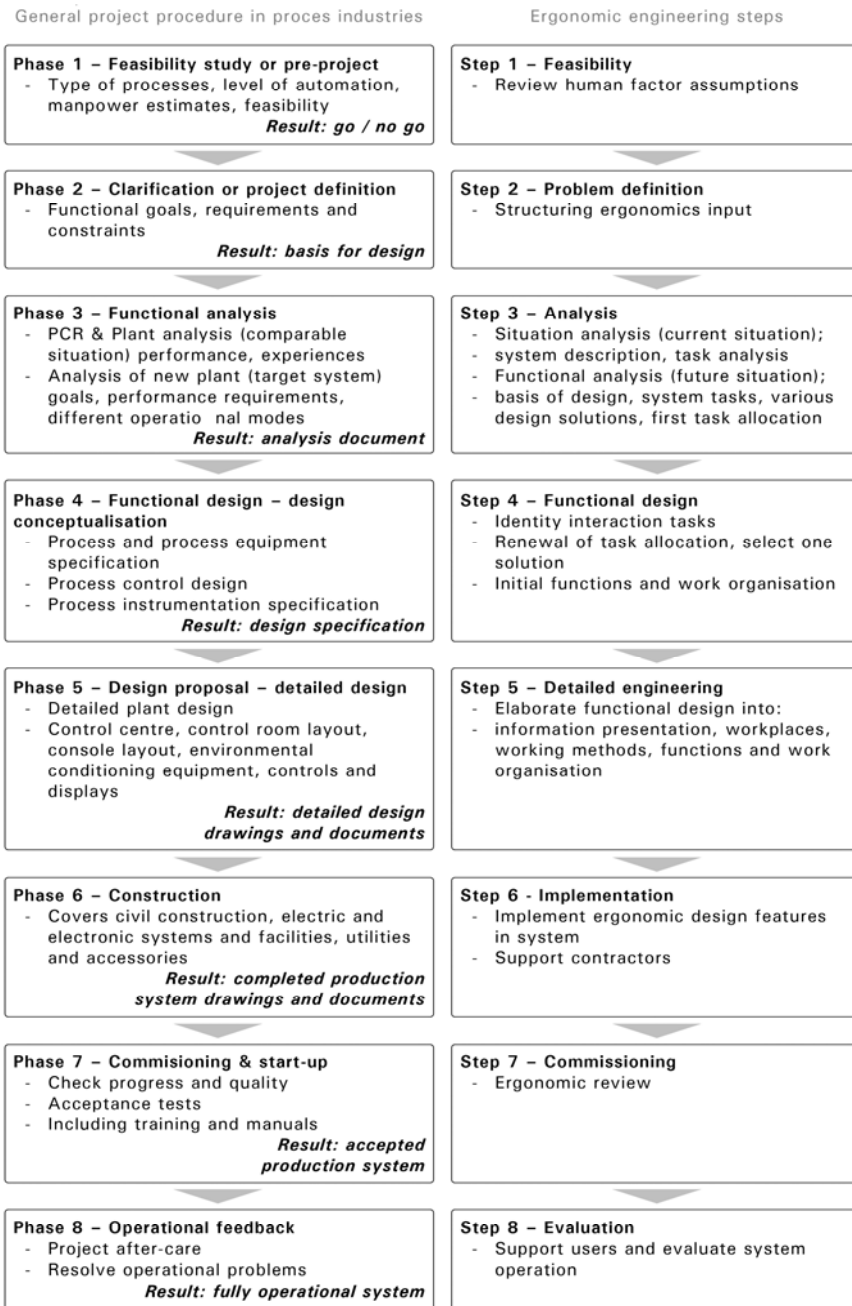 General project procedure in proces industries
Phase 1 – Feasibility study or pre-project
- Type of processes, level of automation,
manpower estimates, feasibility
Result: go / no go
Phase 2 – Clarification or project definition
- Functional goals, requirements and
constraints
Result: basis for design
Phase 3 – Functional analysis
- PCR & Plant analysis (comparable
situation) performance, experiences
- Analysis of new plant (target system)
goals, performance requirements,
different operatio nal modes
Result: analysis document
Phase 4 – Functional design – design
conceptualisation
- Process and process equipment
specification
- Process control design
- Process instrumentation specification
Result: design specification
Phase 5 – Design proposal – detailed design
- Detailed plant design
- Control centre, control room layout,
console layout, environmental
conditioning equipment, controls and
displays
Result: detailed design
drawings and documents
Phase 6 – Construction
- Covers civil construction, electric and
electronic systems and facilities, utilities
and accessories
Result: completed production
system drawings and documents
Phase 7 – Commisioning & start-up
- Check progress and quality
- Acceptance tests
- Including training and manuals
Result: accepted
production system
Phase 8 – Operational feedback
- Project after-care
- Resolve operational problems
Result: fully operational system
Ergonomic engineering steps
Step 1 – Feasibility
- Review human factor assumptions
Step 2 – Problem definition
- Structuring ergonomics input
Step 3 – Analysis
- Situation analysis (current situation);
- system description, task analysis
- Functional analysis (future situation);
- basis of design, system tasks, various
design solutions, first task allocation
Step 4 – Functional design
- Identity interaction tasks
- Renewal of task allocation, select one
solution
- Initial functions and work organisation
Step 5 – Detailed engineering
- Elaborate functional design into:
- information presentation, workplaces,
working methods, functions and work
organisation
Step 6 - Implementation
- Implement ergonomic design features
in system
- Support contractors
Step 7 – Commissioning
- Ergonomic review
Step 8 – Evaluation
- Support users and evaluate system
operation